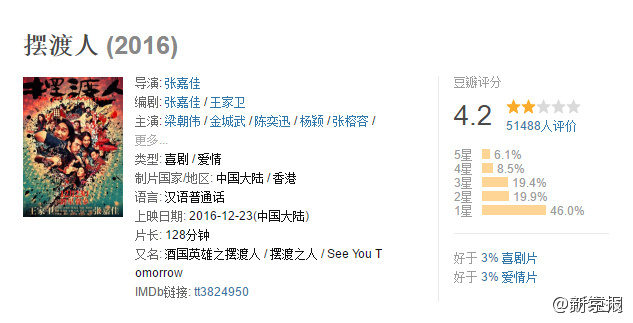 摆渡人 (2016)
摆渡人
王家卫
张嘉佳
导演: 张嘉佳
编剧: 张嘉佳 / 王家卫
主演: 梁朝伟 / 金城武 / 陈奕迅 / 杨颖 / 张榕容 /
更多...
类型: 喜剧 / 爱情
制片国家/地区: 中国大陆 / 香港
语言: 汉语普通话
上映日期: 2016-12-23(中国大陆)
片长: 128分钟
又名: 酒国英雄之摆渡人 / 摆渡之人 / See You T
omorrow
IMDb链接: tt3824950
豆瓣评分
4.2
51488人评价
5星 6.1%
4星 8.5%
3星 19.4%
2星 19.9%
1星 46.0%
好于 3% 喜剧片
好于 3% 爱情片
@新京报